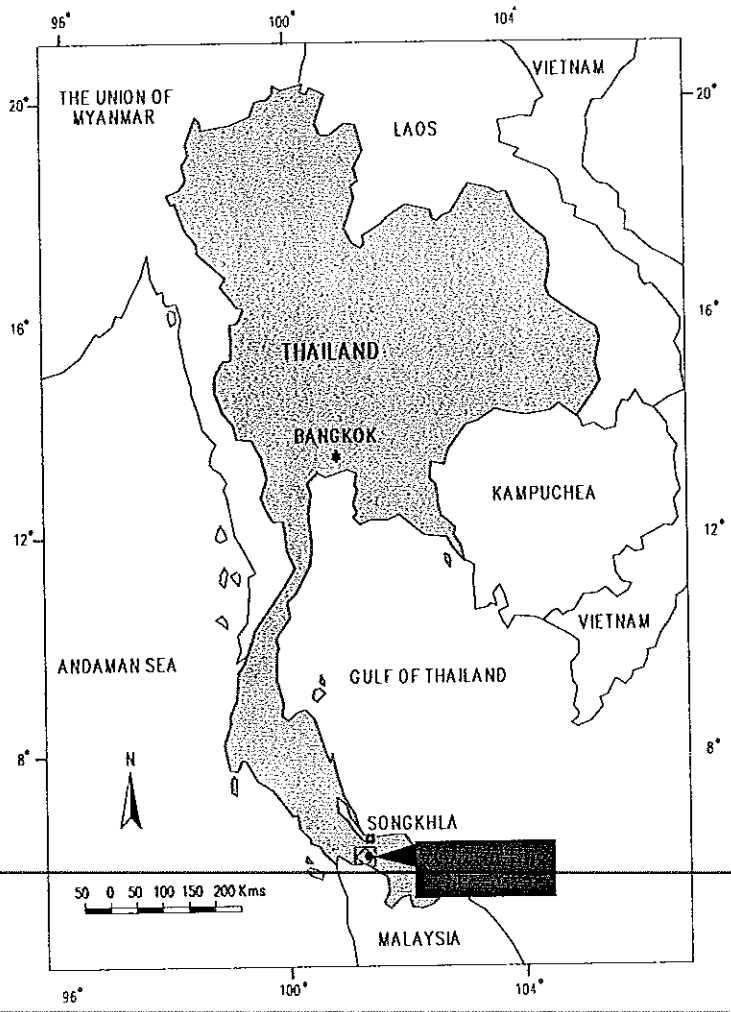 96°
100°
104°
VIETNAM
THE UNION OF
MYANMAR
20°
20°
LAOS
16°
16°
THAILAND
BANGKOK
KAMPUCHEA
12°
12°
VIETNAM
ANDAMAN SEA
GULF OF THAILAND
8°
8°
N
SONGKHLA
50 0 50 100 150 200 Kms
MALAYSIA
96°
100°
104°